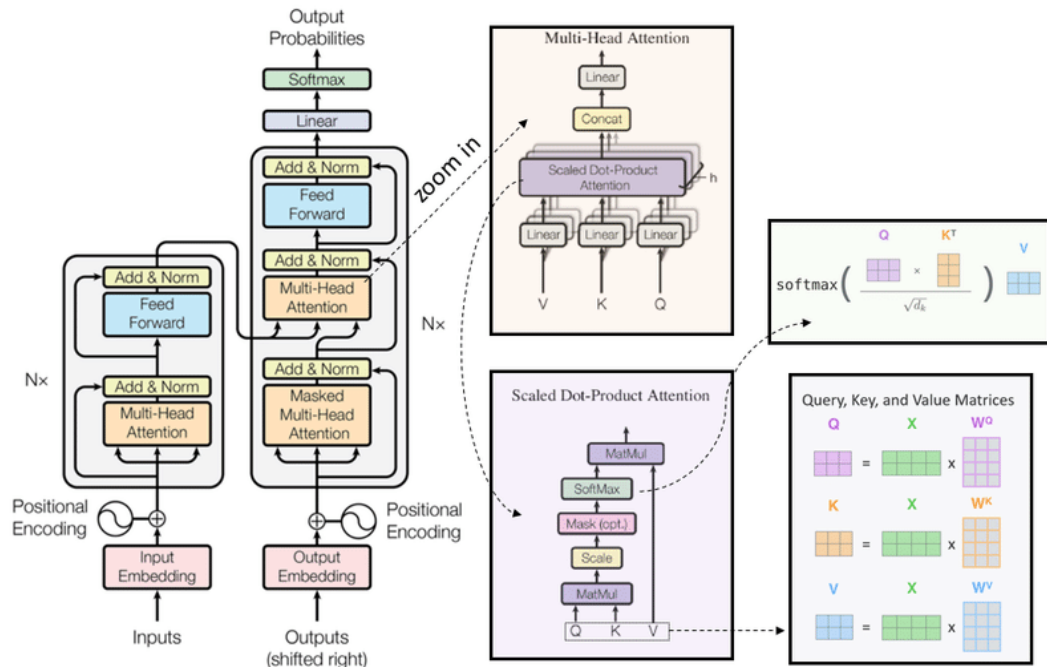 Output
Probabilities
Softmax
Linear
Add & Norm
Feed
Forward
Add & Norm
Multi-Head
Attention
Add & Norm
Masked
Multi-Head
Attention
N×
Positional
Encoding
Output
Embedding
Outputs
(shifted right)
Add & Norm
Feed
Forward
Add & Norm
Multi-Head
Attention
N×
Positional
Encoding
Input
Embedding
Inputs
zoom in
Multi-Head Attention
Linear
Concat
Scaled Dot-Product
Attention
h
Linear Linear Linear
V K Q
Scaled Dot-Product Attention
MatMul
SoftMax
Mask (opt.)
Scale
MatMul
Q K V
Q Kᵀ V
softmax( × )
√dₖ
Query, Key, and Value Matrices
Q X W^Q
= x
K X W^K
= x
V X W^V
= x